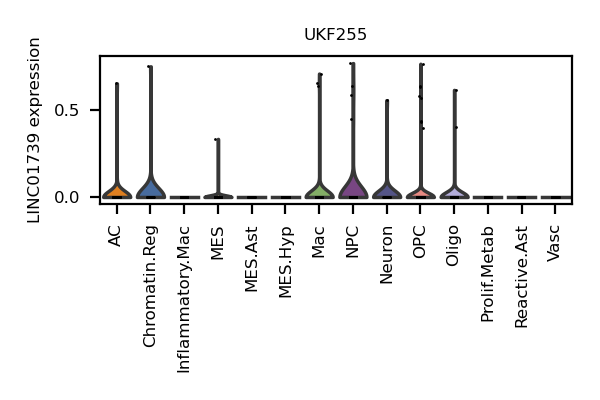 UKF255
LINC01739 expression
0.5
0.0
AC
Chromatin.Reg
Inflammatory.Mac
MES
MES.Ast
MES.Hyp
Mac
NPC
Neuron
OPC
Oligo
Prolif.Metab
Reactive.Ast
Vasc